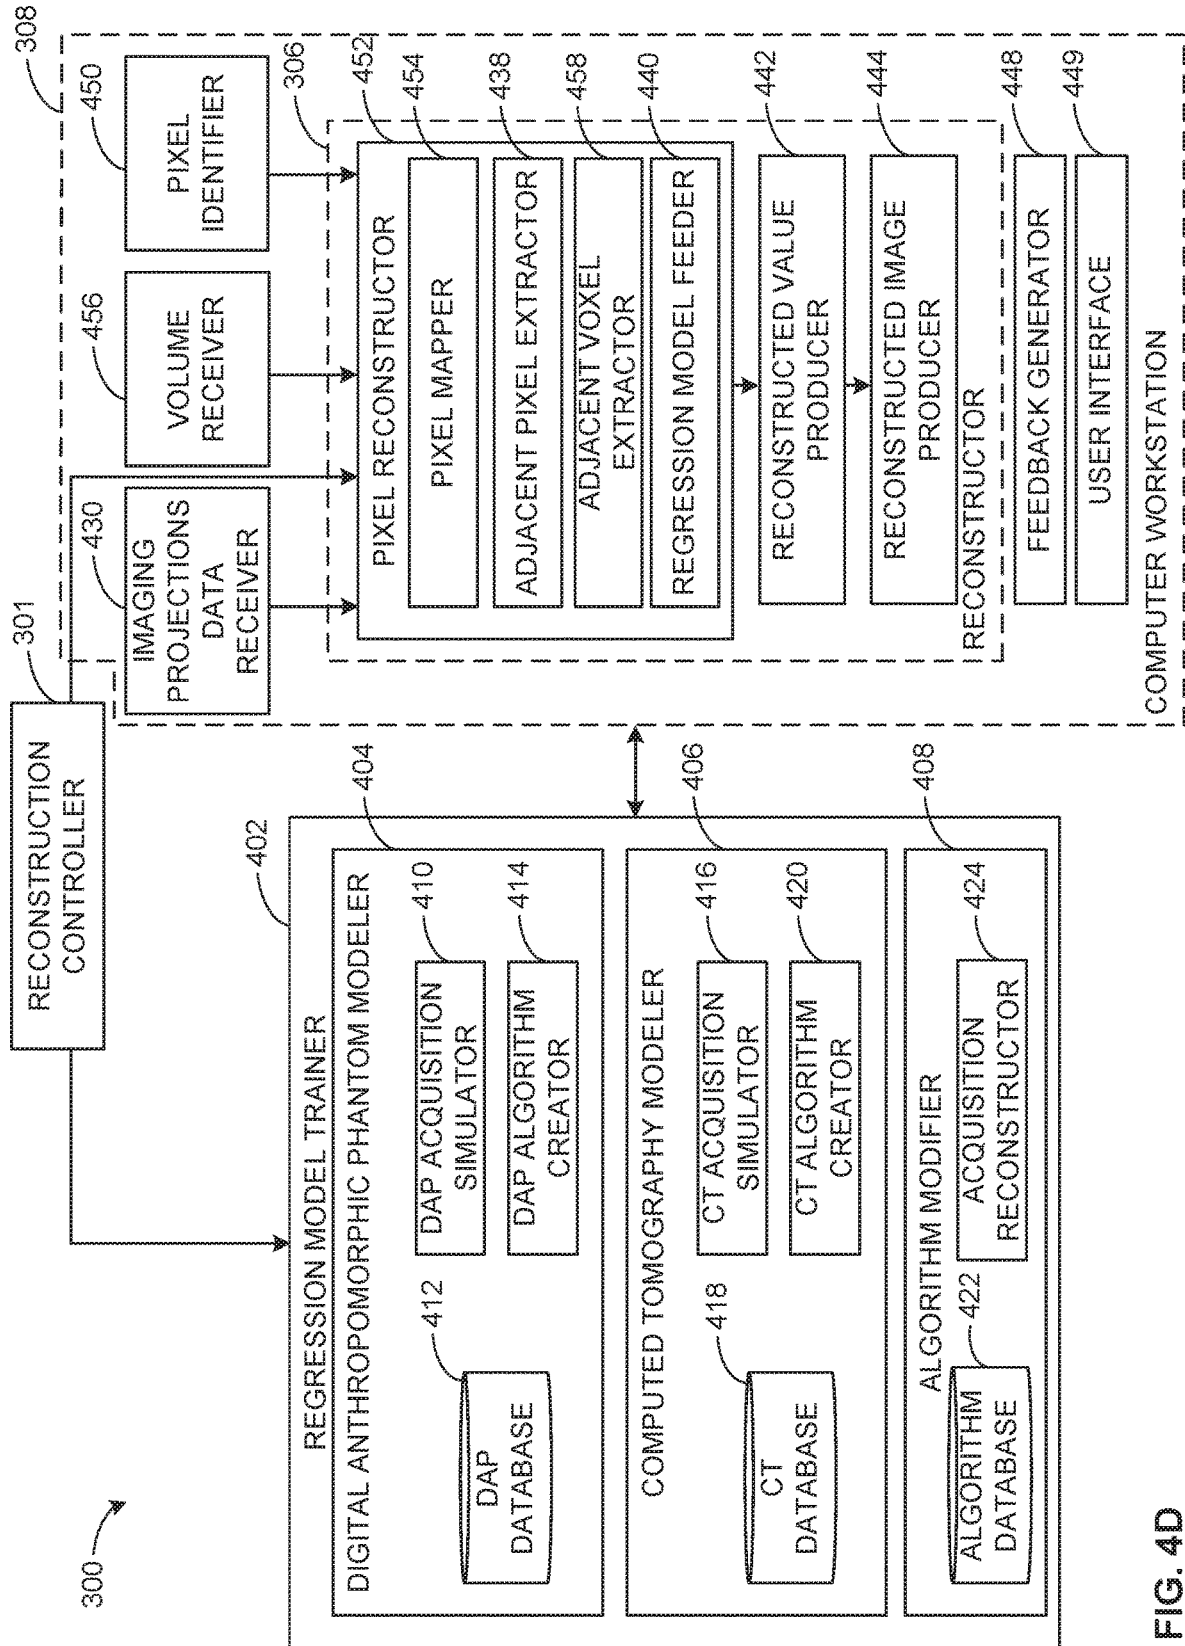 300
RECONSTRUCTION
CONTROLLER
301
402
REGRESSION MODEL TRAINER
404
DIGITAL ANTHROPOMORPHIC PHANTOM MODELER
412
DAP
DATABASE
410
DAP ACQUISITION
SIMULATOR
414
DAP ALGORITHM
CREATOR
406
COMPUTED TOMOGRAPHY MODELER
418
CT
DATABASE
416
CT ACQUISITION
SIMULATOR
420
CT ALGORITHM
CREATOR
408
ALGORITHM MODIFIER
422
ALGORITHM
DATABASE
424
ACQUISITION
RECONSTRUCTOR
308
430
IMAGING
PROJECTIONS
DATA
RECEIVER
456
VOLUME
RECEIVER
450
PIXEL
IDENTIFIER
306
452
PIXEL RECONSTRUCTOR
454
PIXEL MAPPER
438
ADJACENT PIXEL EXTRACTOR
458
ADJACENT VOXEL
EXTRACTOR
440
REGRESSION MODEL FEEDER
442
RECONSTRUCTED VALUE
PRODUCER
444
RECONSTRUCTED IMAGE
PRODUCER
RECONSTRUCTOR
448
FEEDBACK GENERATOR
449
USER INTERFACE
COMPUTER WORKSTATION
FIG. 4D